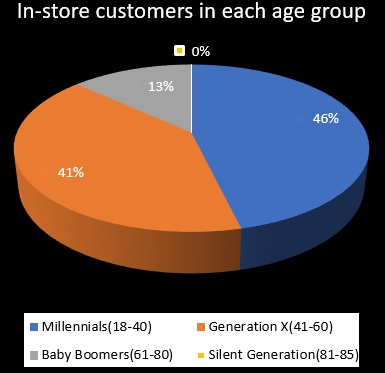 In-store customers in each age group
0%
13%
46%
41%
Millennials(18-40)
Generation X(41-60)
Baby Boomers(61-80)
Silent Generation(81-85)